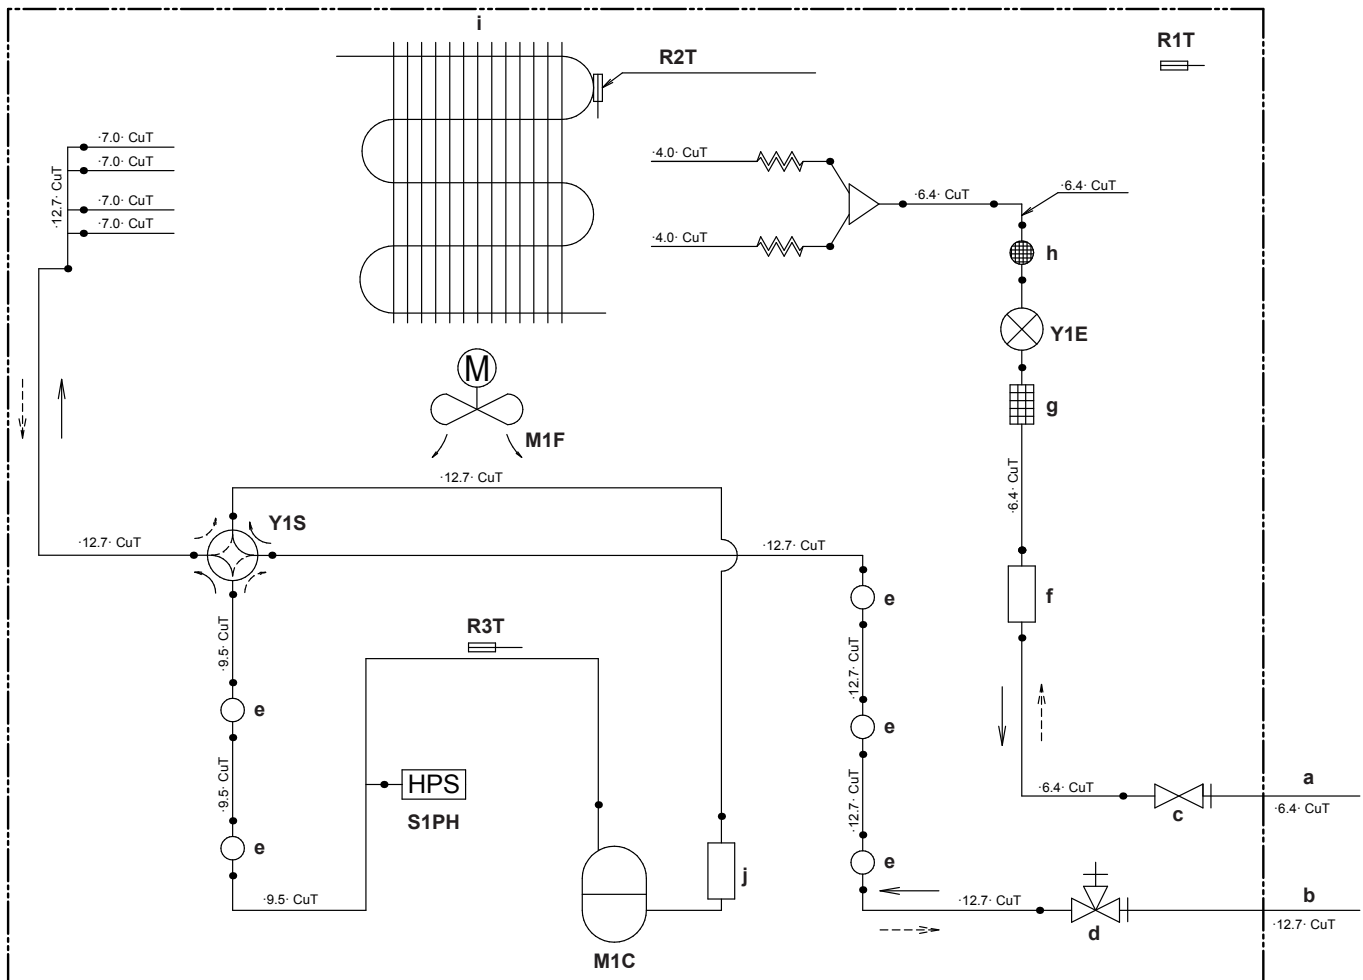 i
R1T
R2T
·7.0· CuT
·7.0· CuT
·12.7· CuT
·7.0· CuT
·7.0· CuT
·4.0· CuT
·6.4· CuT
·6.4· CuT
·4.0· CuT
h
M
Y1E
g
M1F
·6.4· CuT
·12.7· CuT
Y1S
·12.7· CuT
·12.7· CuT
f
e
R3T
·9.5· CuT
·12.7· CuT
e
e
·9.5· CuT
HPS
S1PH
·12.7· CuT
a
·6.4· CuT
·6.4· CuT
c
e
e
j
·9.5· CuT
·12.7· CuT
b
·12.7· CuT
d
M1C